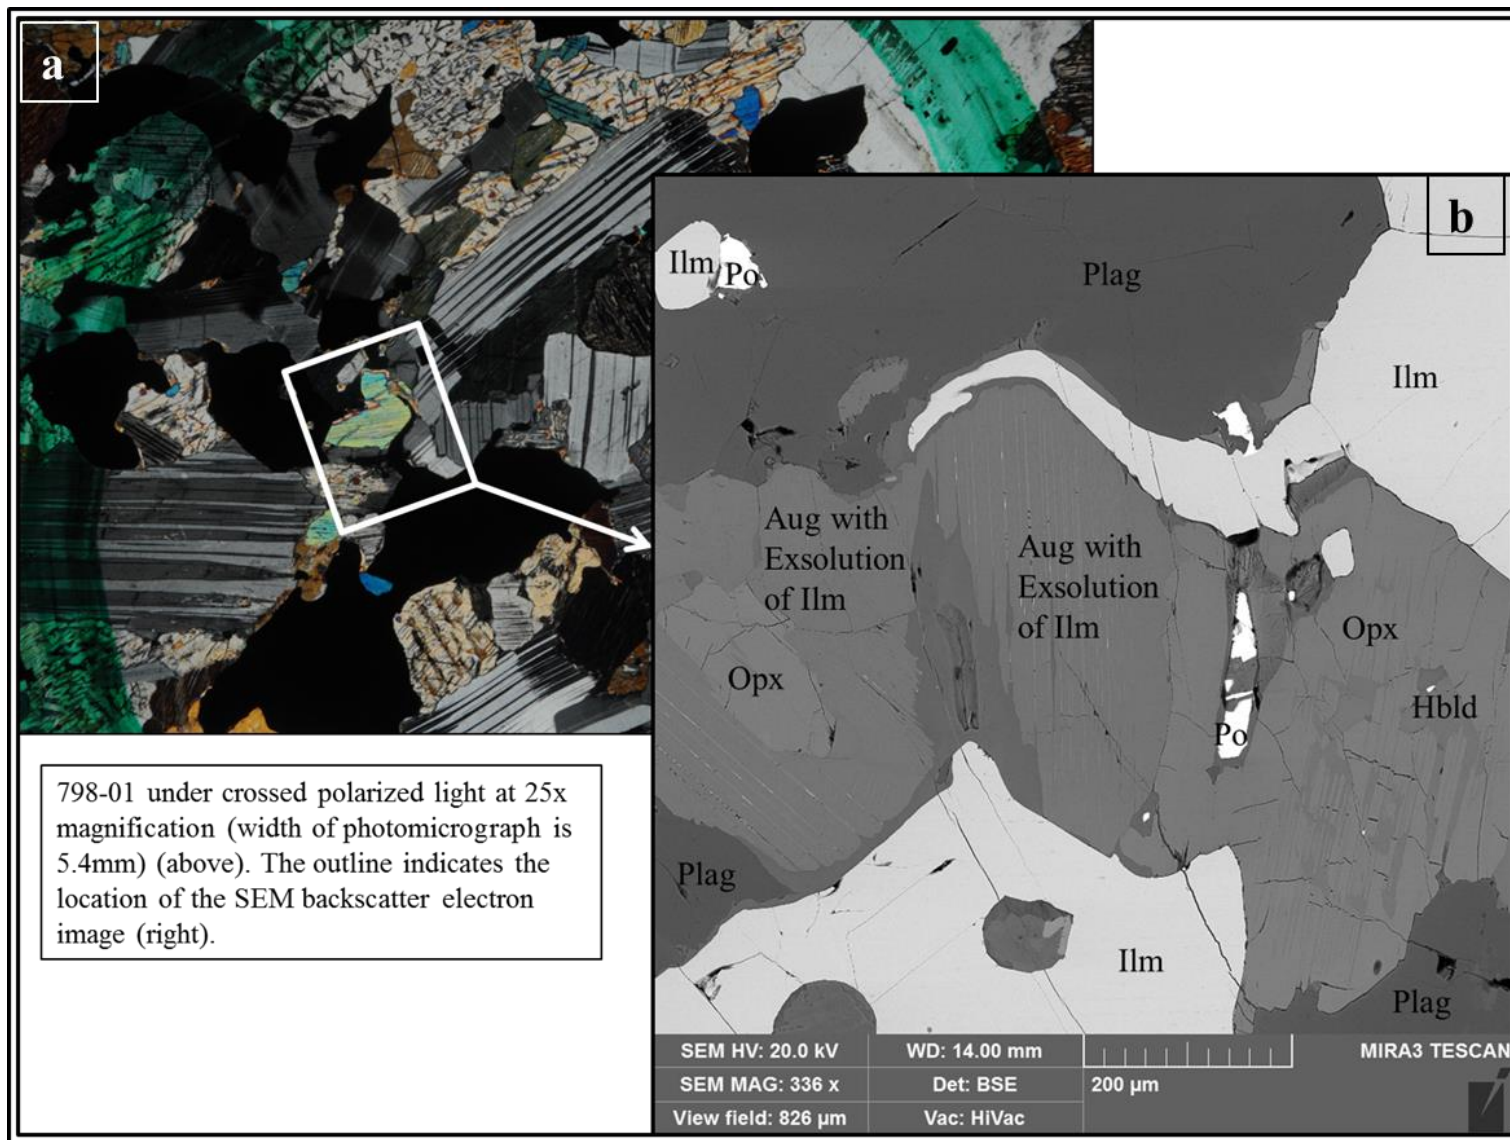 a
b
Ilm
Po
Plag
Ilm
Aug with
Exsolution
of Ilm
Aug with
Exsolution
of Ilm
Opx
Opx
Hbld
Po
Plag
Ilm
Plag
798-01 under crossed polarized light at 25x
magnification (width of photomicrograph is
5.4mm) (above). The outline indicates the
location of the SEM backscatter electron
image (right).
SEM HV: 20.0 kV WD: 14.00 mm MIRA3 TESCAN
SEM MAG: 336 x Det: BSE 200 µm
View field: 826 µm Vac: HiVac